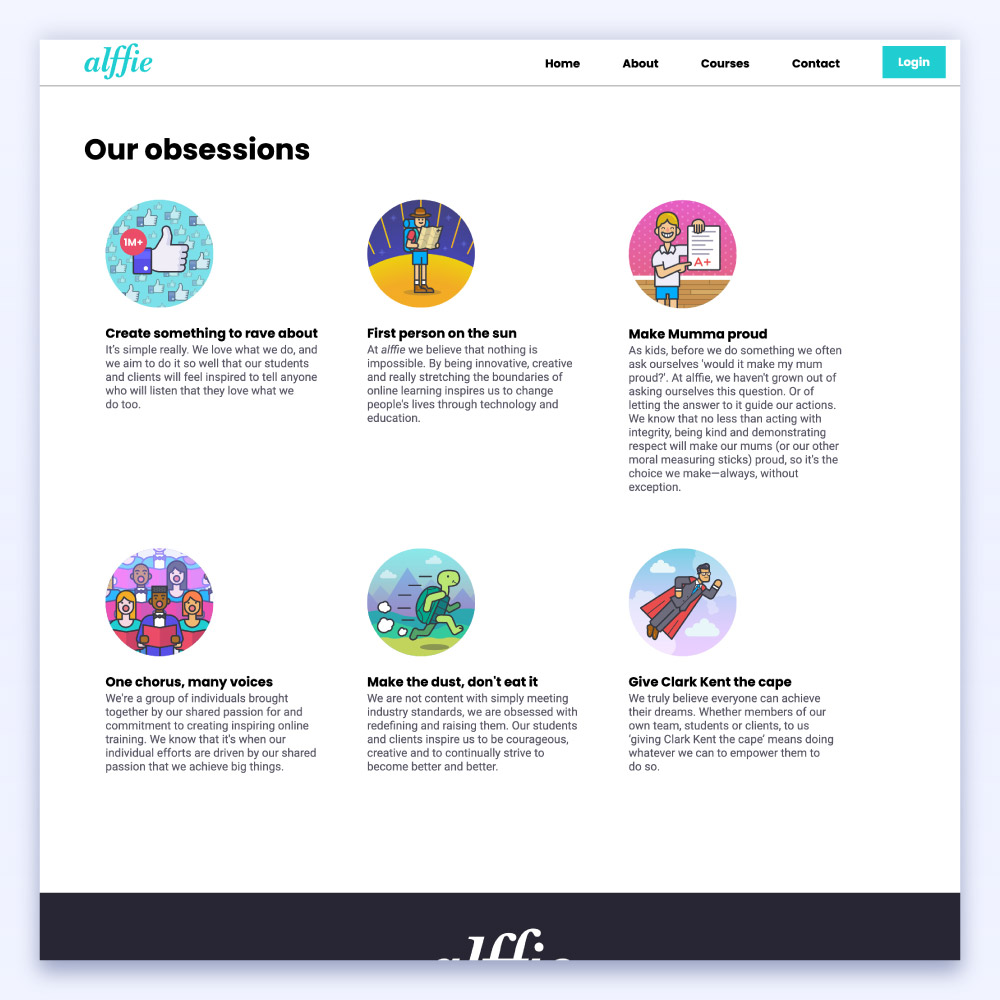 alffie
Home About Courses Contact Login
Our obsessions
1M+
A+
Create something to rave about
It's simple really. We love what we do, and
we aim to do it so well that our students
and clients will feel inspired to tell anyone
who will listen that they love what we
do too.
First person on the sun
At alffie we believe that nothing is
impossible. By being innovative, creative
and really stretching the boundaries of
online learning inspires us to change
people's lives through technology and
education.
Make Mumma proud
As kids, before we do something we often
ask ourselves 'would it make my mum
proud?'. At alffie, we haven't grown out of
asking ourselves this question. Or of
letting the answer to it guide our actions.
We know that no less than acting with
integrity, being kind and demonstrating
respect will make our mums (or our other
moral measuring sticks) proud, so it's the
choice we make—always, without
exception.
One chorus, many voices
We're a group of individuals brought
together by our shared passion for and
commitment to creating inspiring online
training. We know that it's when our
individual efforts are driven by our shared
passion that we achieve big things.
Make the dust, don't eat it
We are not content with simply meeting
industry standards, we are obsessed with
redefining and raising them. Our students
and clients inspire us to be courageous,
creative and to continually strive to
become better and better.
Give Clark Kent the cape
We truly believe everyone can achieve
their dreams. Whether members of our
own team, students or clients, to us
'giving Clark Kent the cape' means doing
whatever we can to empower them to
do so.
alffie